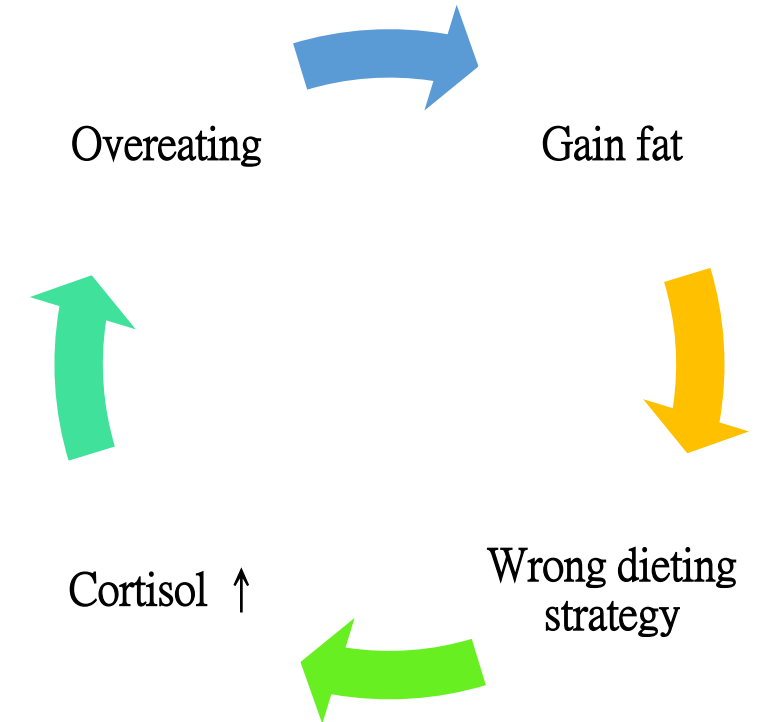 Overeating
Gain fat
Wrong dieting
strategy
Cortisol ↑